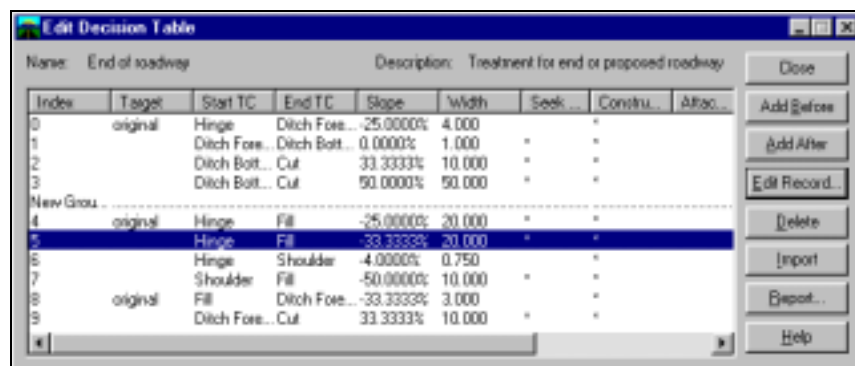 Edit Decision Table
Name: End of roadway Description: Treatment for end or proposed roadway
Close
Add Before
Add After
Edit Record...
Delete
Import
Report...
Help
Index Target Start TC End TC Slope Width Seek ... Constru... Attac...
0 original Hinge Ditch Fore... -25.0000% 4.000 *
1 Ditch Fore... Ditch Bott... 0.0000% 1.000 * *
2 Ditch Bott... Cut 33.3333% 10.000 * *
3 Ditch Bott... Cut 50.0000% 50.000 * *
New Grou...
4 original Hinge Fill -25.0000% 20.000 * *
5 Hinge Fill -33.3333% 20.000 * *
6 Hinge Shoulder -4.0000% 0.750 *
7 Shoulder Fill -50.0000% 10.000 * *
8 original Fill Ditch Fore... -33.3333% 3.000 *
9 Ditch Fore... Cut 33.3333% 10.000 * *